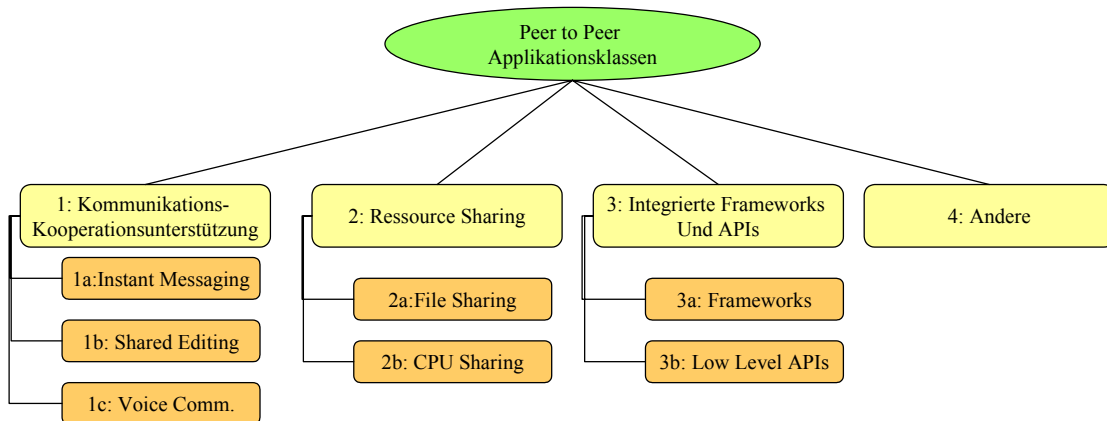 Peer to Peer
Applikationsklassen
1: Kommunikations-
Kooperationsunterstützung
2: Ressource Sharing
3: Integrierte Frameworks
Und APIs
4: Andere
1a:Instant Messaging
2a:File Sharing
3a: Frameworks
1b: Shared Editing
2b: CPU Sharing
3b: Low Level APIs
1c: Voice Comm.